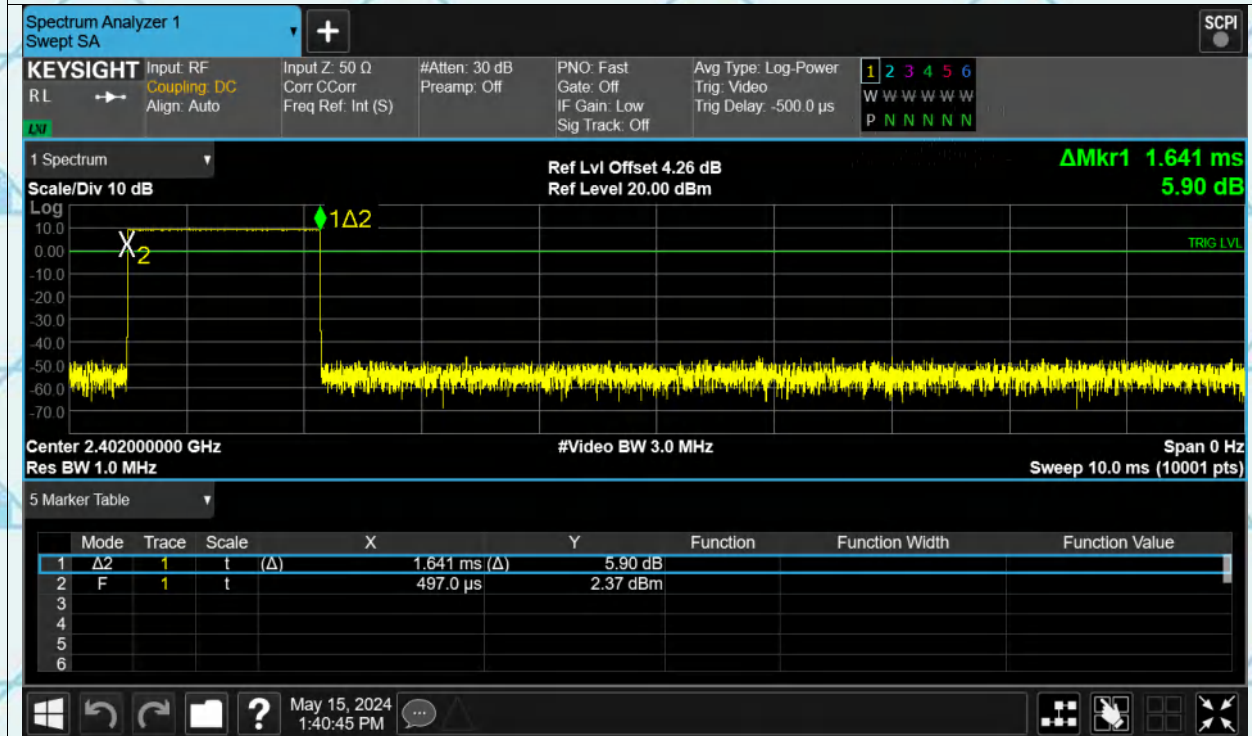 Spectrum Analyzer 1
Swept SA
+
SCPI
KEYSIGHT
RL
LXI
Input: RF
Coupling: DC
Align: Auto
Input Z: 50 Ω
Corr CCorr
Freq Ref: Int (S)
#Atten: 30 dB
Preamp: Off
PNO: Fast
Gate: Off
IF Gain: Low
Sig Track: Off
Avg Type: Log-Power
Trig: Video
Trig Delay: -500.0 µs
1 2 3 4 5 6
W W W W W W
P N N N N N
1 Spectrum
Scale/Div 10 dB
Ref Lvl Offset 4.26 dB
Ref Level 20.00 dBm
ΔMkr1 1.641 ms
5.90 dB
Log
10.0
0.00
-10.0
-20.0
-30.0
-40.0
-50.0
-60.0
-70.0
X2
1Δ2
TRIG LVL
Center 2.402000000 GHz
#Video BW 3.0 MHz
Span 0 Hz
Res BW 1.0 MHz
Sweep 10.0 ms (10001 pts)
5 Marker Table
Mode Trace Scale X Y Function Function Width Function Value
1 Δ2 1 t (Δ) 1.641 ms (Δ) 5.90 dB
2 F 1 t 497.0 µs 2.37 dBm
3
4
5
6
?
May 15, 2024
1:40:45 PM